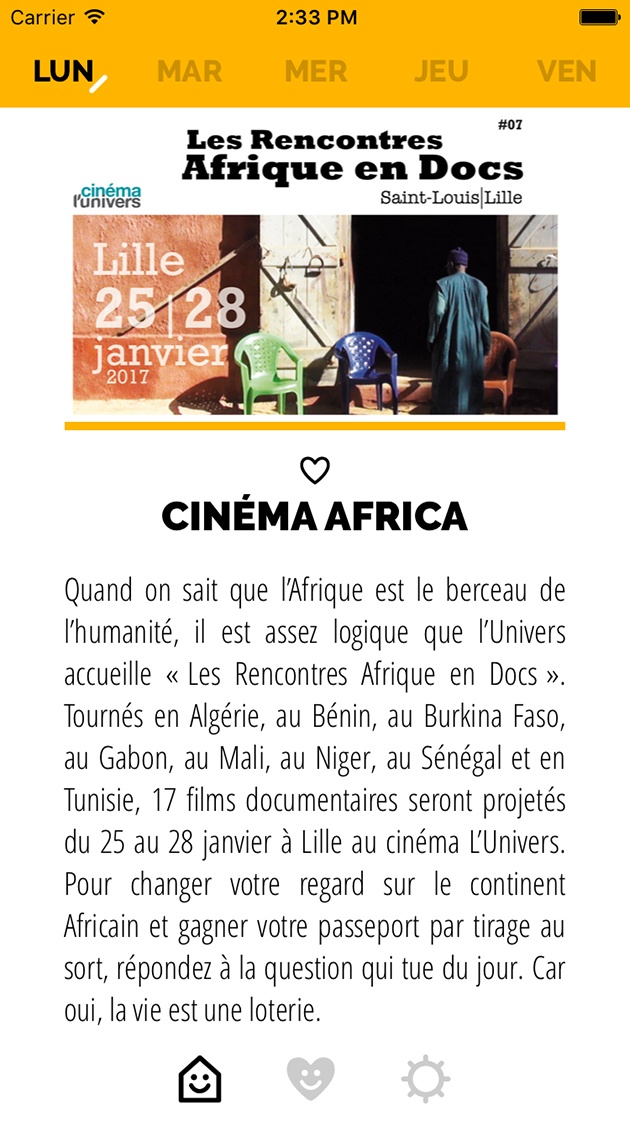 Carrier 2:33 PM
LUN MAR MER JEU VEN
#07
Les Rencontres
Afrique en Docs
cinéma
l'univers
Saint-Louis|Lille
Lille
25|28
janvier
2017
CINÉMA AFRICA
Quand on sait que l’Afrique est le berceau de
l’humanité, il est assez logique que l’Univers
accueille « Les Rencontres Afrique en Docs ».
Tournés en Algérie, au Bénin, au Burkina Faso,
au Gabon, au Mali, au Niger, au Sénégal et en
Tunisie, 17 films documentaires seront projetés
du 25 au 28 janvier à Lille au cinéma L’Univers.
Pour changer votre regard sur le continent
Africain et gagner votre passeport par tirage au
sort, répondez à la question qui tue du jour. Car
oui, la vie est une loterie.